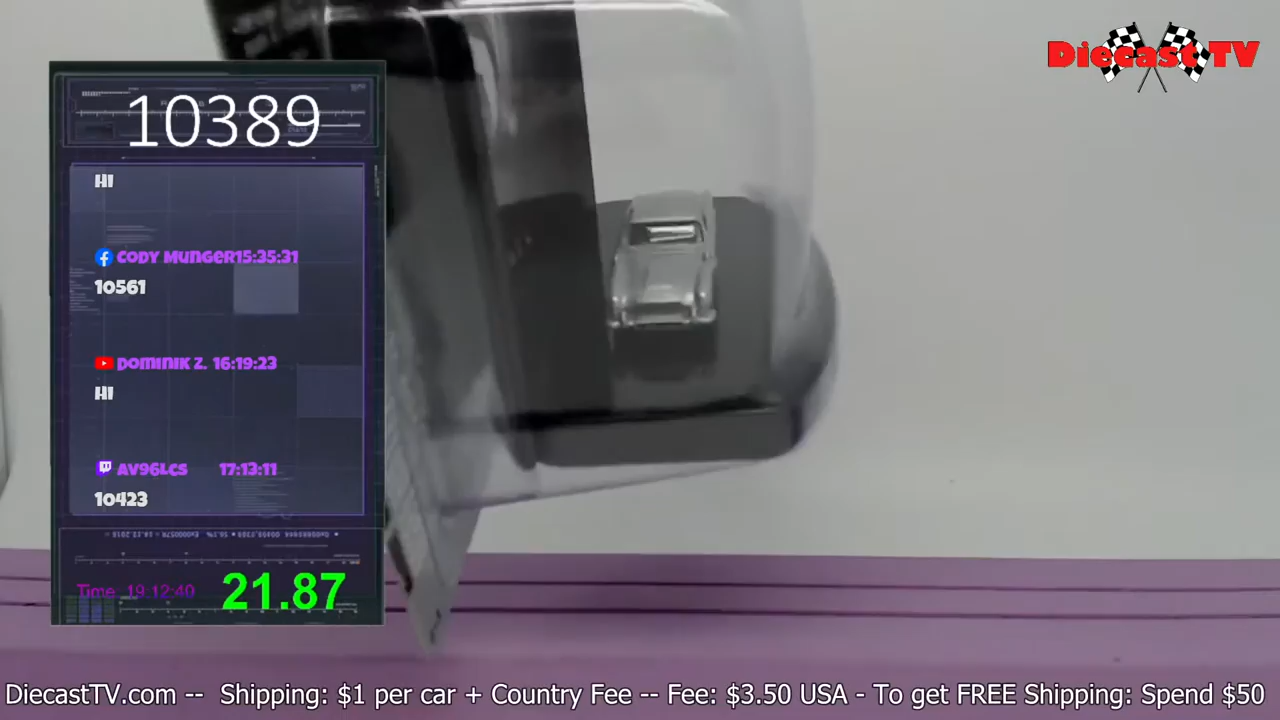 Diecast TV
10389
HI
CODY MUNGER15:35:31
10561
DOMINIK Z. 16:19:23
HI
AV96LCS 17:13:11
10423
Time: 19:12:40
21.87
DiecastTV.com -- Shipping: $1 per car + Country Fee -- Fee: $3.50 USA - To get FREE Shipping: Spend $50